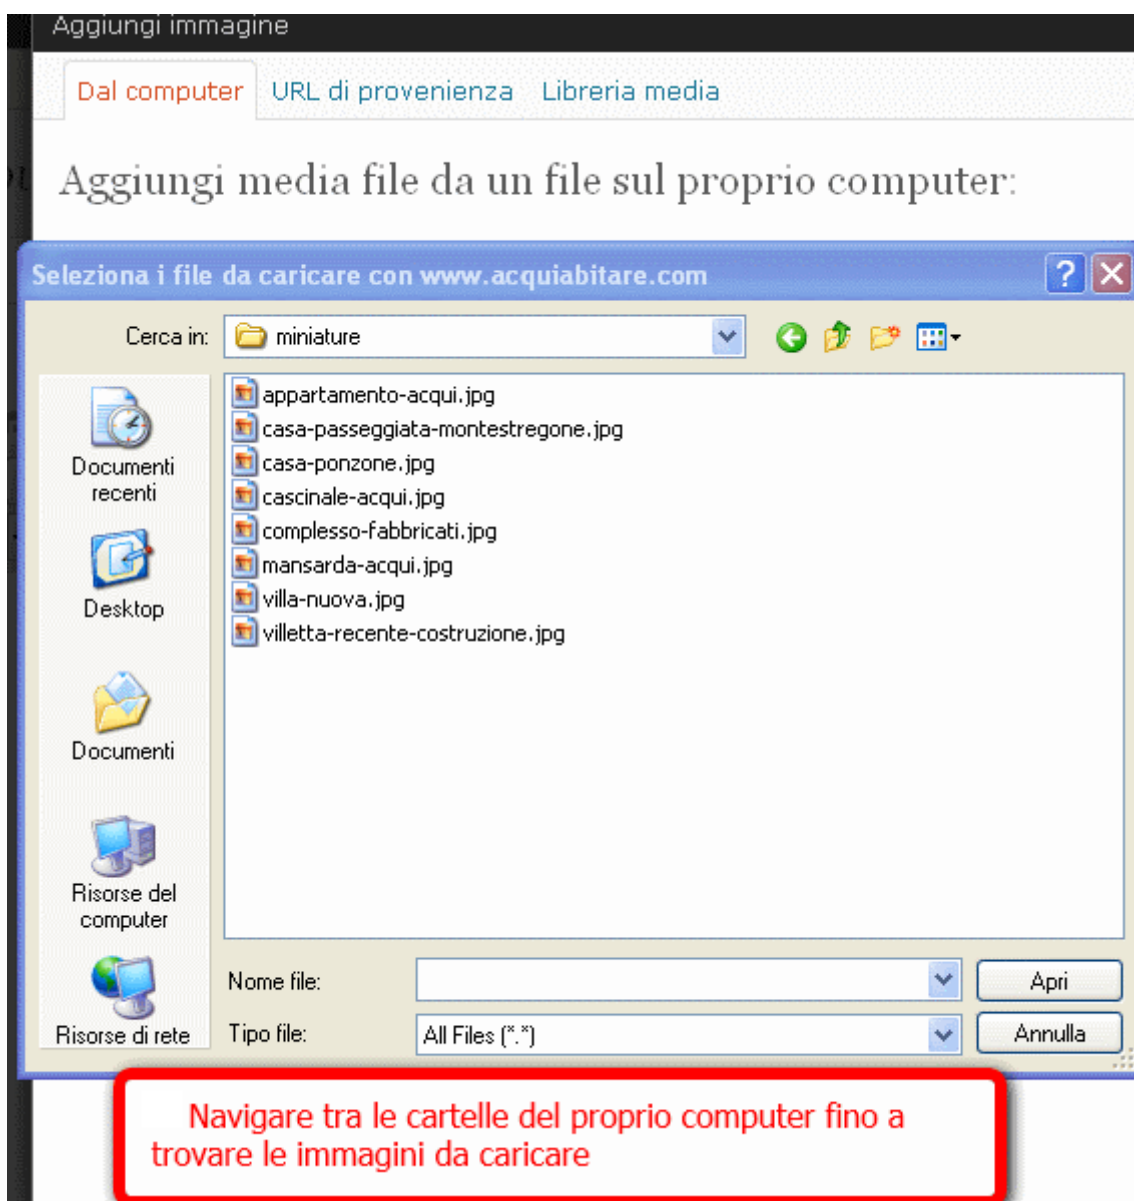 Aggiungi immagine
Dal computer URL di provenienza Libreria media
Aggiungi media file da un file sul proprio computer:
Seleziona i file da caricare con www.acquiabitare.com
Cerca in: miniature
appartamento-acqui.jpg
casa-passeggiata-montestregone.jpg
casa-ponzone.jpg
cascinale-acqui.jpg
complesso-fabbricati.jpg
mansarda-acqui.jpg
villa-nuova.jpg
villetta-recente-costruzione.jpg
Documenti
recenti
Desktop
Documenti
Risorse del
computer
Risorse di rete
Nome file: Apri
Tipo file: All Files (*.*) Annulla
Navigare tra le cartelle del proprio computer fino a
trovare le immagini da caricare